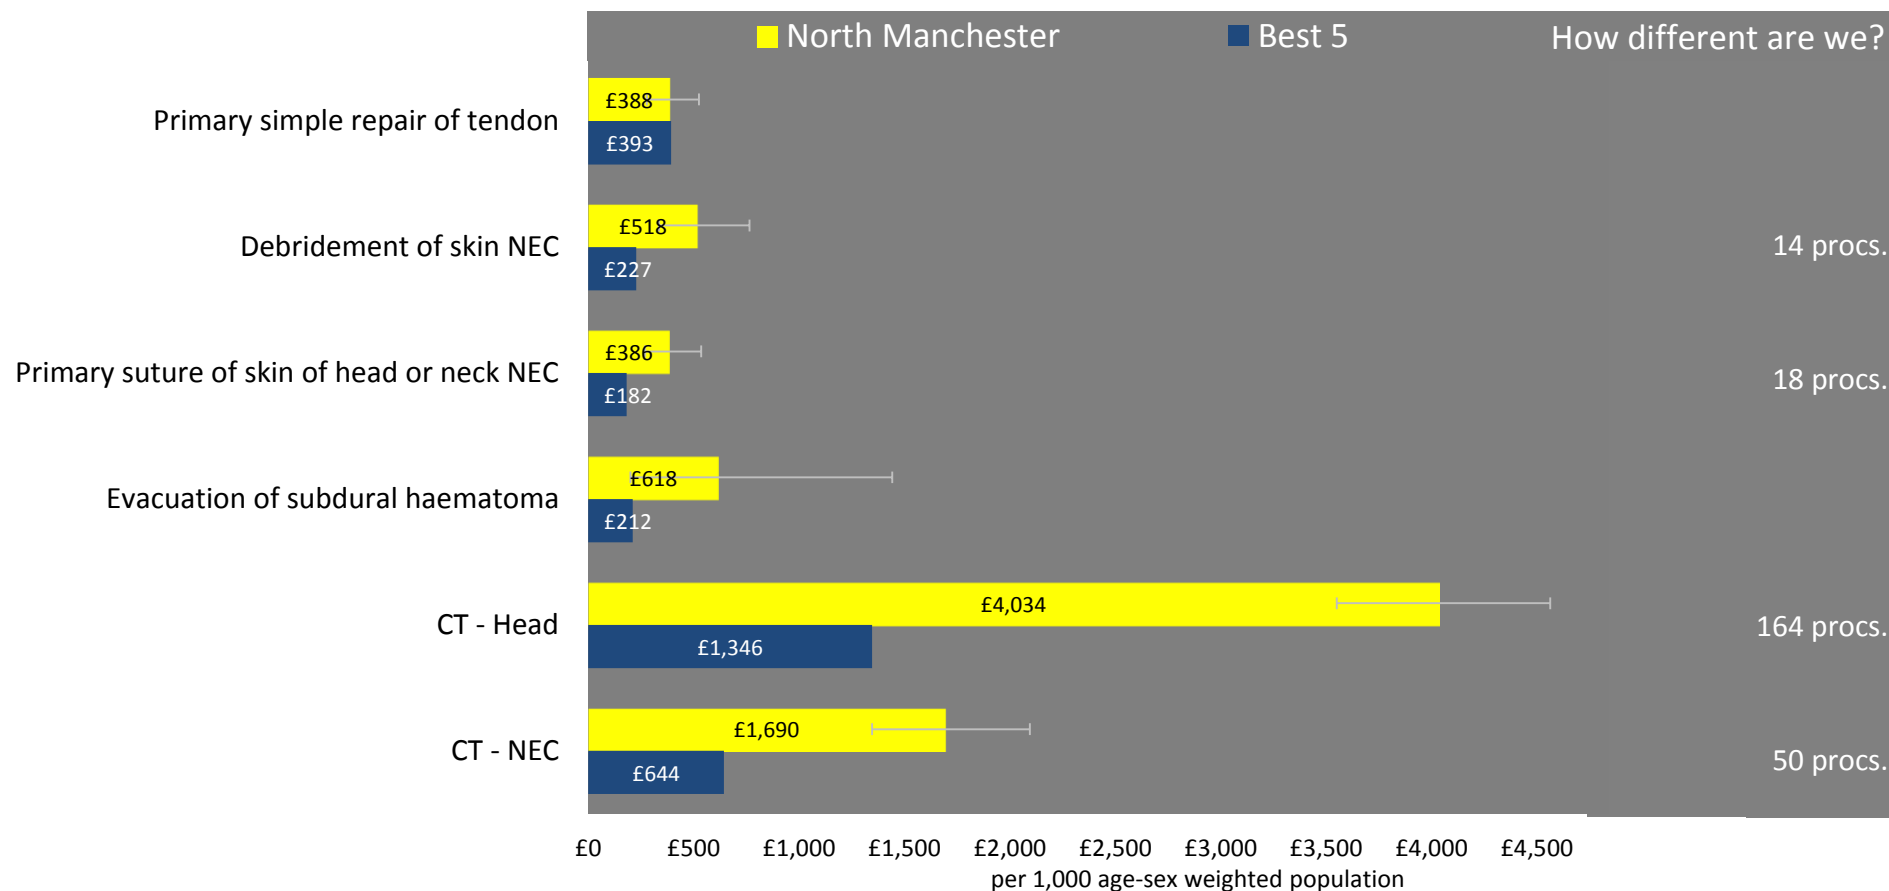 North Manchester
Best 5
How different are we?
Primary simple repair of tendon
£388
£393
Debridement of skin NEC
£518
£227
14 procs.
Primary suture of skin of head or neck NEC
£386
£182
18 procs.
Evacuation of subdural haematoma
£618
£212
CT - Head
£4,034
£1,346
164 procs.
CT - NEC
£1,690
£644
50 procs.
£0 £500 £1,000 £1,500 £2,000 £2,500 £3,000 £3,500 £4,000 £4,500
per 1,000 age-sex weighted population